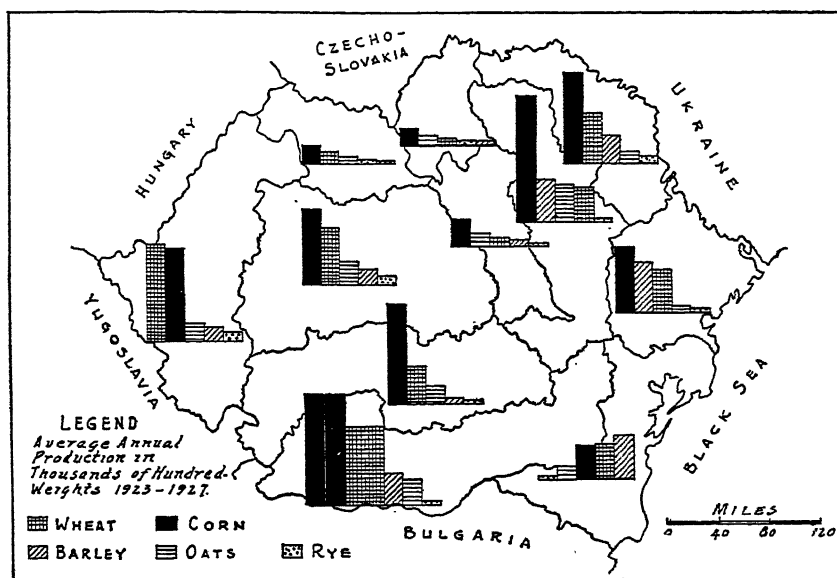 CZECHO-
SLOVAKIA
HUNGARY
UKRAINE
YUGOSLAVIA
BLACK SEA
BULGARIA
LEGEND
Average Annual
Production in
Thousands of Hundred-
Weights 1923-1927.
WHEAT CORN
BARLEY OATS RYE
MILES
0 40 80 120